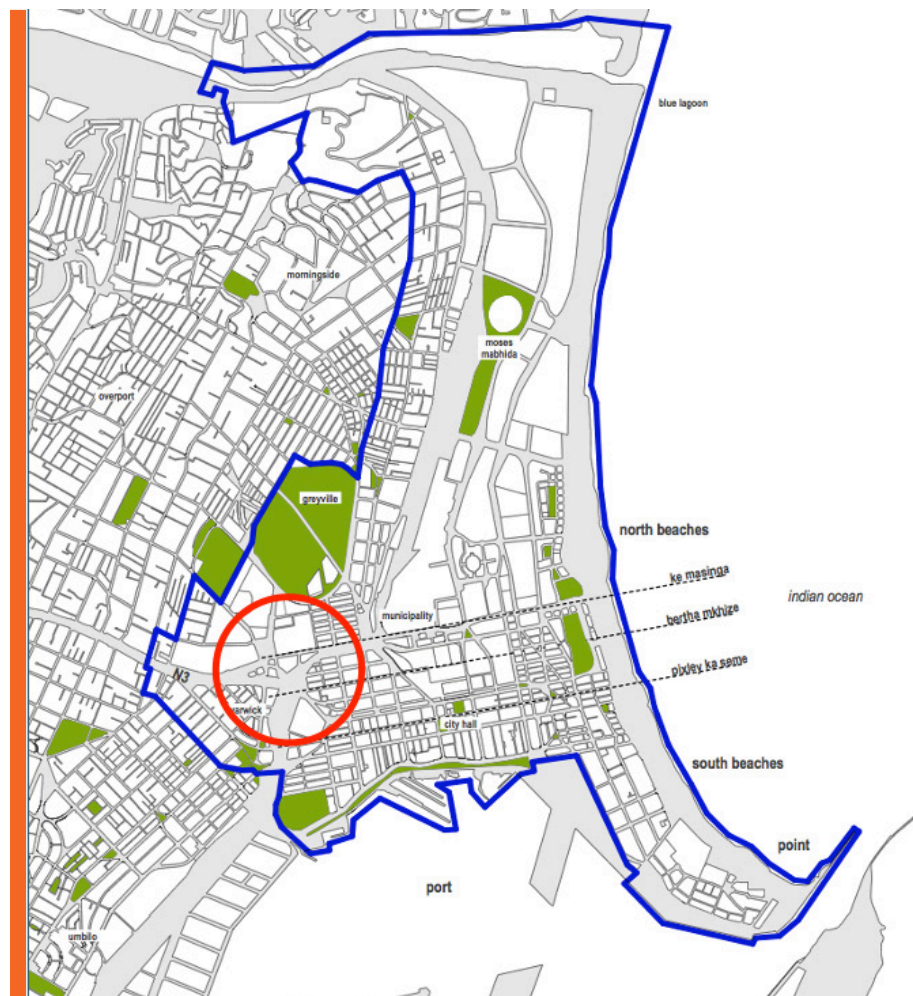 blue lagoon
morningside
moses
mabhida
overport
greyville
north beaches
ke masinga
indian ocean
municipality
bertha mkhize
pixley ka seme
N3
warwick
city hall
south beaches
point
port
umbilo